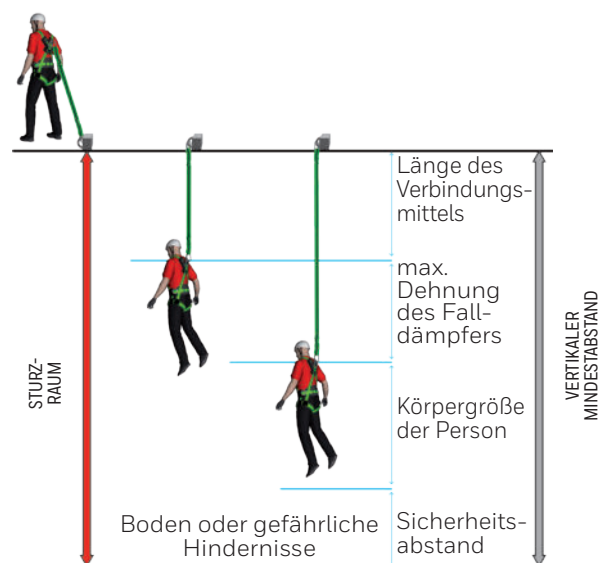 Länge des
Verbindungs-
mittels
max.
Dehnung
des Fall-
dämpfers
STURZ-
RAUM
VERTIKALER
MINDESTABSTAND
Körpergröße
der Person
Boden oder gefährliche
Hindernisse
Sicherheits-
abstand